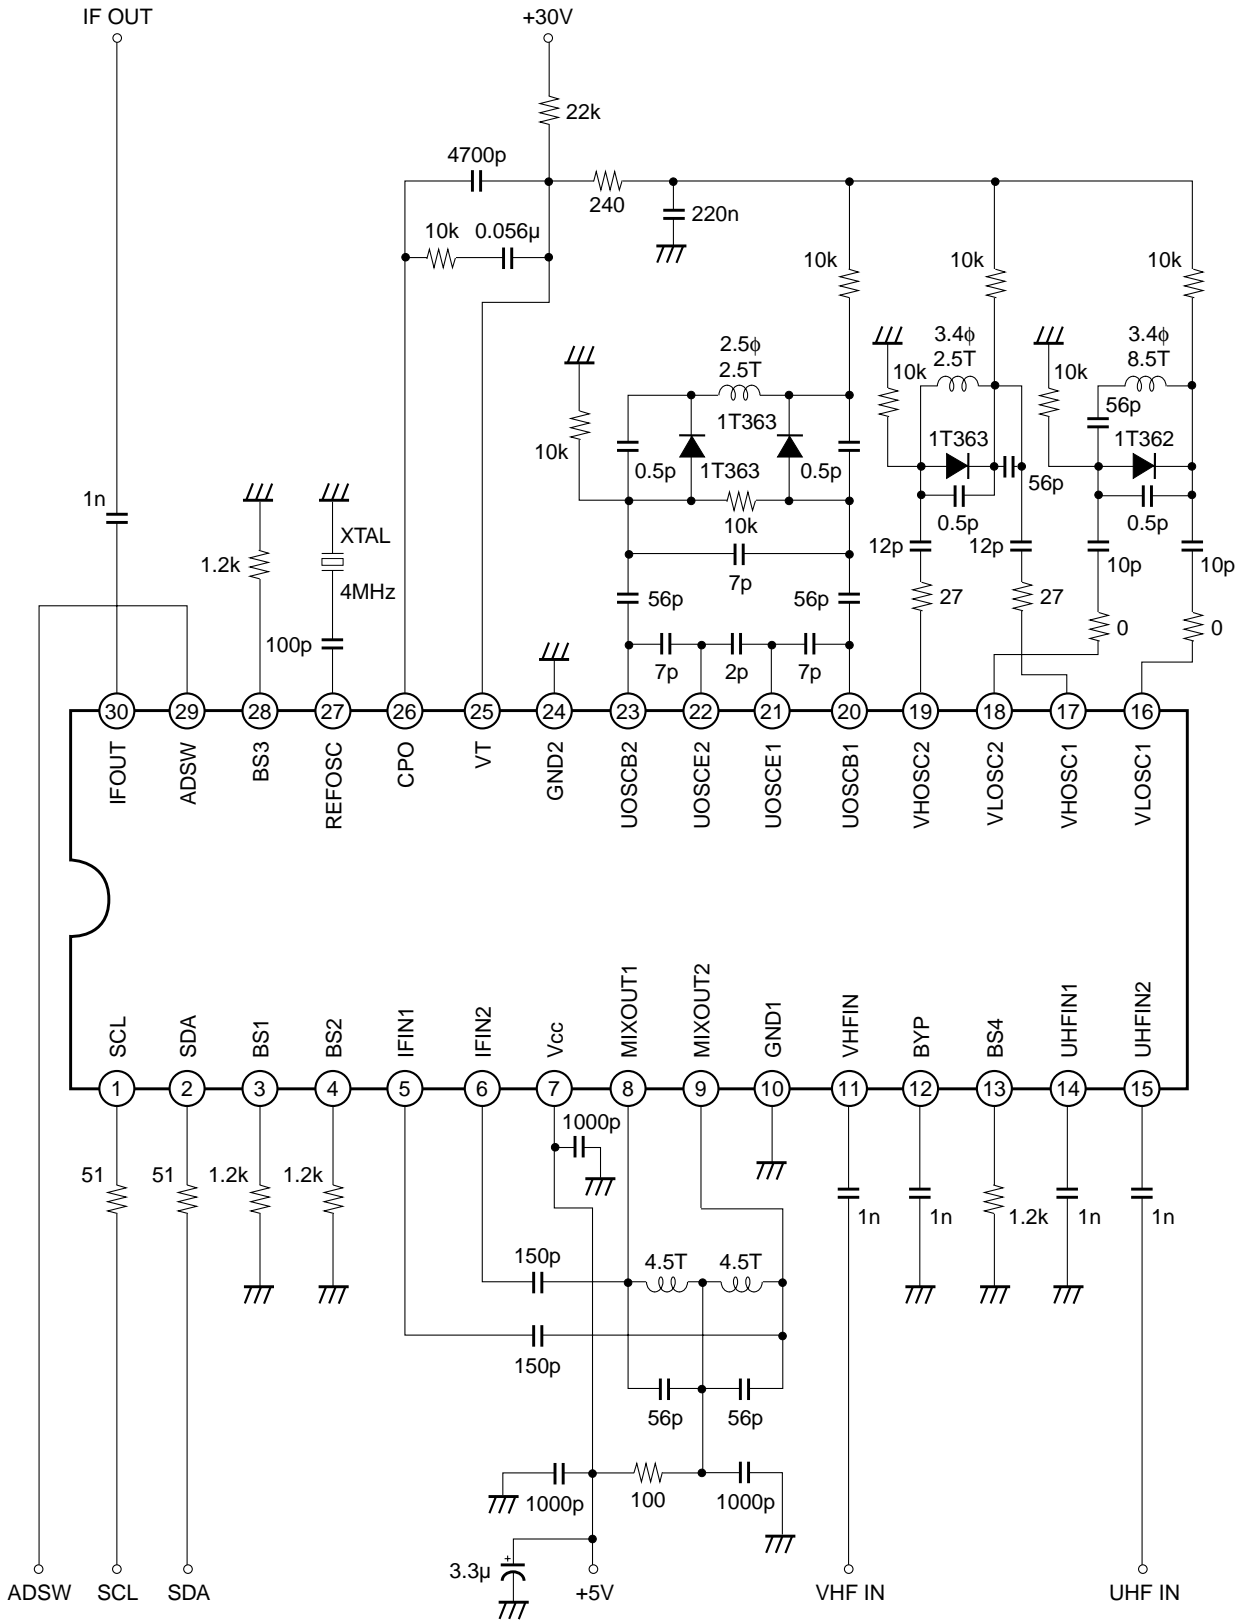 IF OUT +30V
22k
4700p
240
220n
10k 0.056µ
10k 10k 10k
2.5ϕ
2.5T
3.4ϕ
2.5T
3.4ϕ
8.5T
10k 10k
56p
1T363
10k
0.5p 1T363 0.5p
1T363
56p
1T362
10k
0.5p 0.5p
1n
XTAL
1.2k
4MHz
7p
12p 12p 10p 10p
56p 56p
27 27 0 0
100p
7p 2p 7p
30 29 28 27 26 25 24 23 22 21 20 19 18 17 16
IFOUT ADSW BS3 REFOSC CPO VT GND2 UOSCB2 UOSCE2 UOSCE1 UOSCB1 VHOSC2 VLOSC2 VHOSC1 VLOSC1
SCL SDA BS1 BS2 IFIN1 IFIN2 Vcc MIXOUT1 MIXOUT2 GND1 VHFIN BYP BS4 UHFIN1 UHFIN2
1 2 3 4 5 6 7 8 9 10 11 12 13 14 15
1000p
51 51 1.2k 1.2k
1n 1n 1.2k 1n 1n
150p 4.5T 4.5T
150p
56p 56p
1000p 100 1000p
+
3.3µ
ADSW SCL SDA +5V VHF IN UHF IN